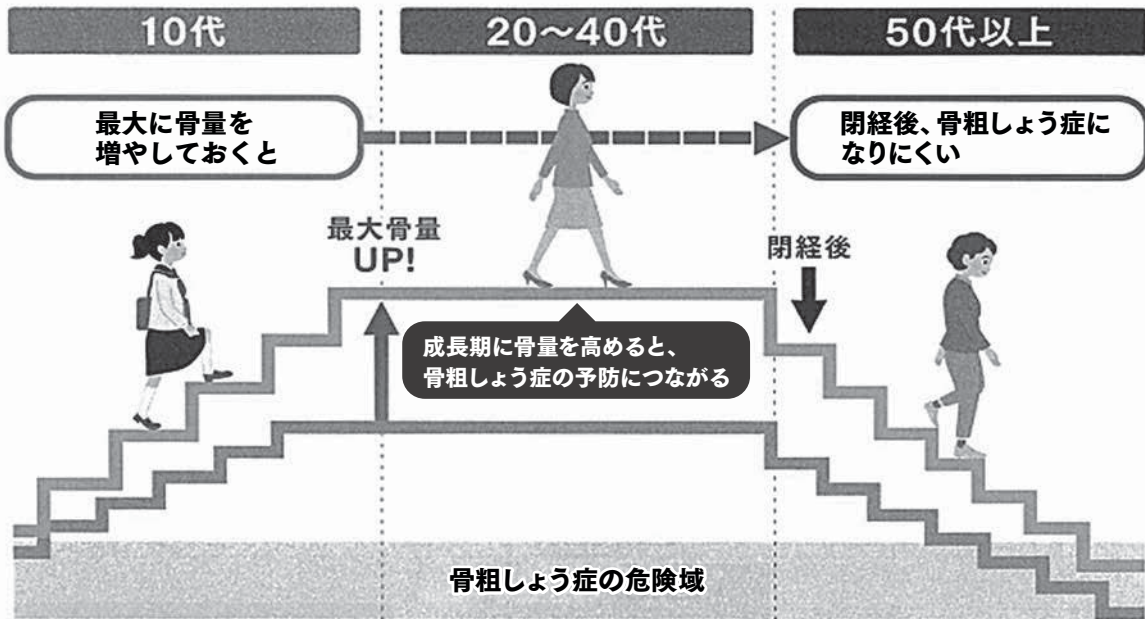 10代
20〜40代
50代以上
最大に骨量を
増やしておくと
閉経後、骨粗しょう症に
なりにくい
最大骨量
UP!
閉経後
成長期に骨量を高めると、
骨粗しょう症の予防につながる
骨粗しょう症の危険域